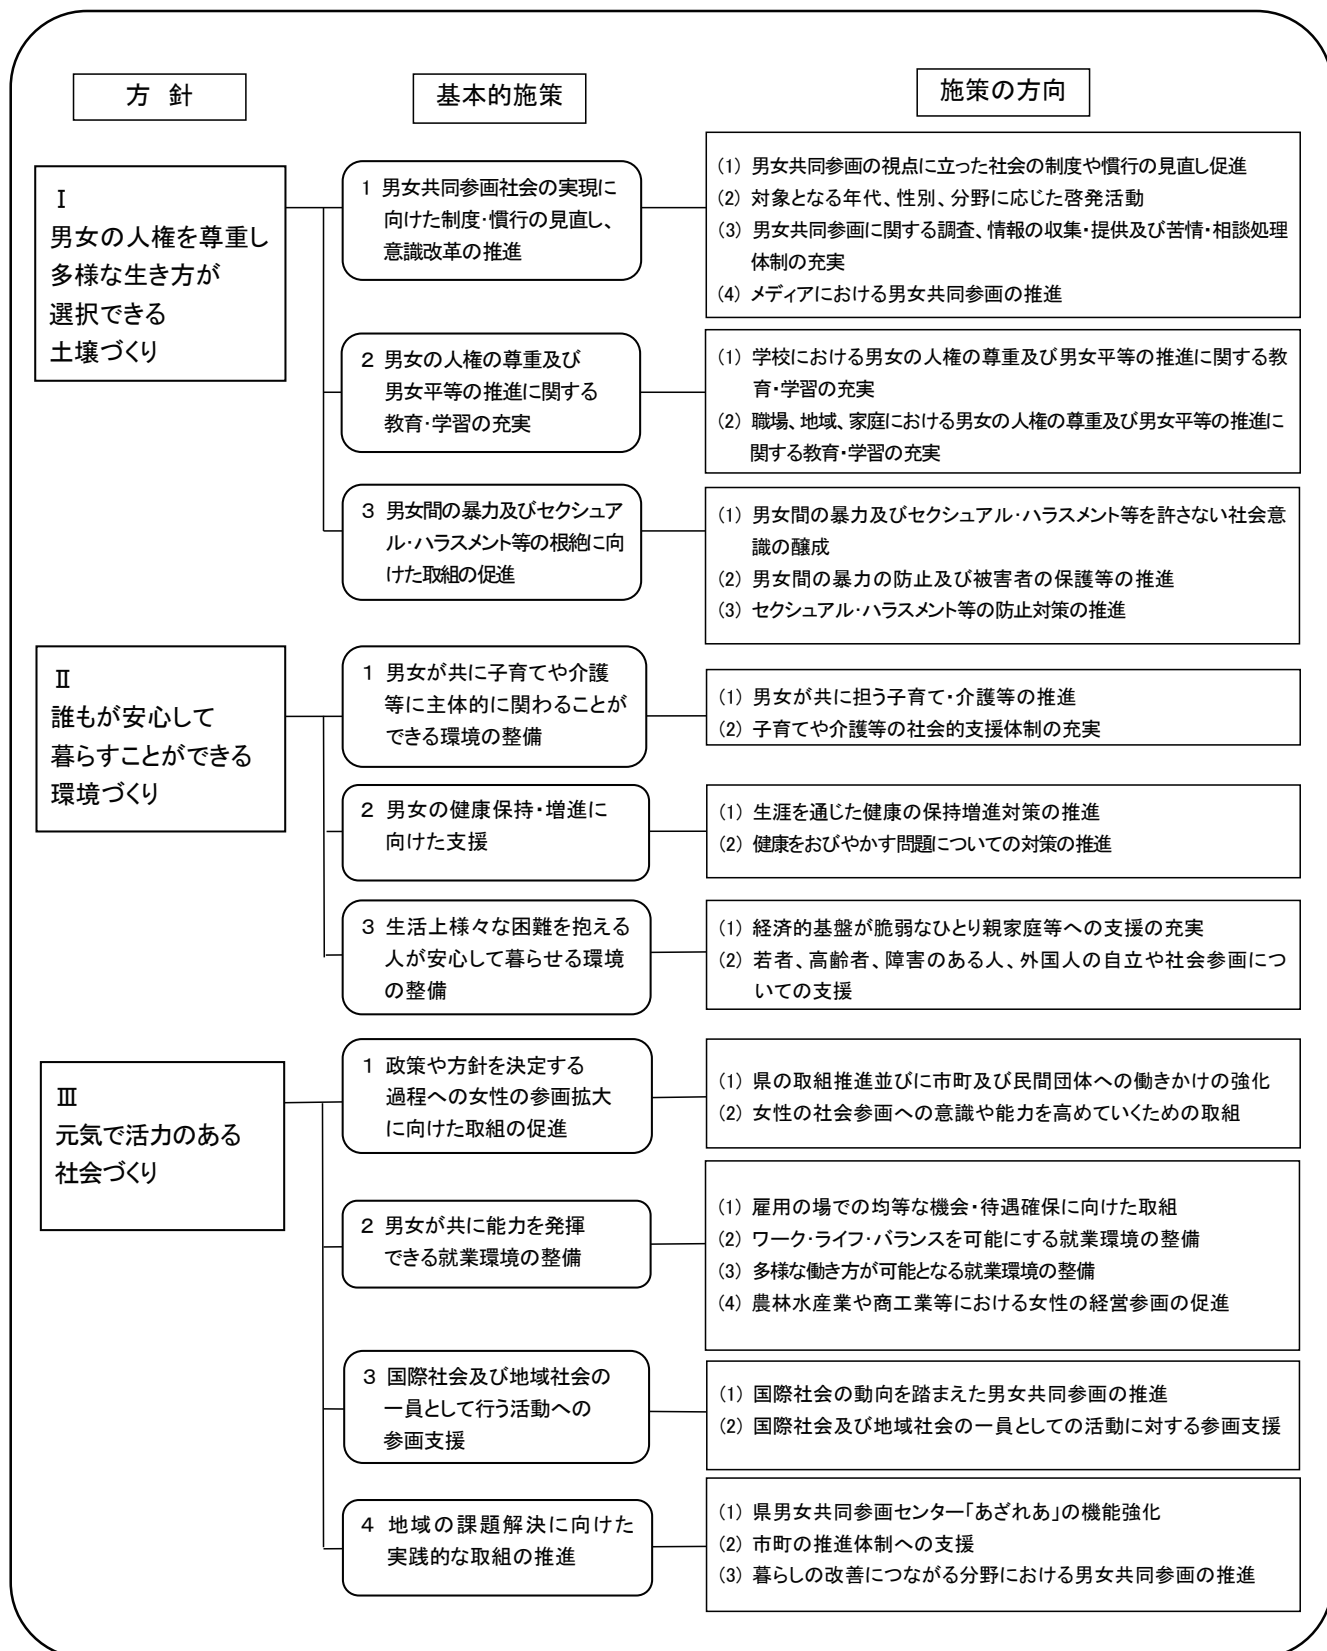 方 針
基本的施策
施策の方向
Ⅰ
男女の人権を尊重し
多様な生き方が
選択できる
土壌づくり
1 男女共同参画社会の実現に
向けた制度・慣行の見直し、
意識改革の推進
(1) 男女共同参画の視点に立った社会の制度や慣行の見直し促進
(2) 対象となる年代、性別、分野に応じた啓発活動
(3) 男女共同参画に関する調査、情報の収集・提供及び苦情・相談処理
体制の充実
(4) メディアにおける男女共同参画の推進
2 男女の人権の尊重及び
男女平等の推進に関する
教育・学習の充実
(1) 学校における男女の人権の尊重及び男女平等の推進に関する教
育・学習の充実
(2) 職場、地域、家庭における男女の人権の尊重及び男女平等の推進に
関する教育・学習の充実
3 男女間の暴力及びセクシュア
ル・ハラスメント等の根絶に向
けた取組の促進
(1) 男女間の暴力及びセクシュアル・ハラスメント等を許さない社会意
識の醸成
(2) 男女間の暴力の防止及び被害者の保護等の推進
(3) セクシュアル・ハラスメント等の防止対策の推進
Ⅱ
誰もが安心して
暮らすことができる
環境づくり
1 男女が共に子育てや介護
等に主体的に関わることが
できる環境の整備
(1) 男女が共に担う子育て・介護等の推進
(2) 子育てや介護等の社会的支援体制の充実
2 男女の健康保持・増進に
向けた支援
(1) 生涯を通じた健康の保持増進対策の推進
(2) 健康をおびやかす問題についての対策の推進
3 生活上様々な困難を抱える
人が安心して暮らせる環境
の整備
(1) 経済的基盤が脆弱なひとり親家庭等への支援の充実
(2) 若者、高齢者、障害のある人、外国人の自立や社会参画につ
いての支援
Ⅲ
元気で活力のある
社会づくり
1 政策や方針を決定する
過程への女性の参画拡大
に向けた取組の促進
(1) 県の取組推進並びに市町及び民間団体への働きかけの強化
(2) 女性の社会参画への意識や能力を高めていくための取組
2 男女が共に能力を発揮
できる就業環境の整備
(1) 雇用の場での均等な機会・待遇確保に向けた取組
(2) ワーク・ライフ・バランスを可能にする就業環境の整備
(3) 多様な働き方が可能となる就業環境の整備
(4) 農林水産業や商工業等における女性の経営参画の促進
3 国際社会及び地域社会の
一員として行う活動への
参画支援
(1) 国際社会の動向を踏まえた男女共同参画の推進
(2) 国際社会及び地域社会の一員としての活動に対する参画支援
4 地域の課題解決に向けた
実践的な取組の推進
(1) 県男女共同参画センター「あざれあ」の機能強化
(2) 市町の推進体制への支援
(3) 暮らしの改善につながる分野における男女共同参画の推進